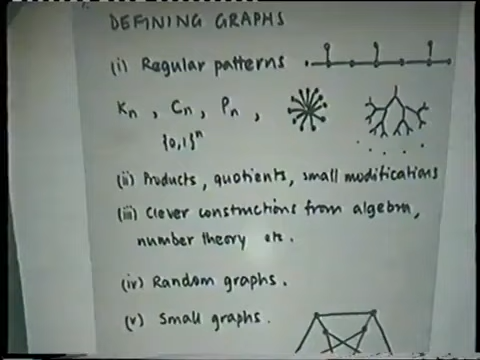 DEFINING GRAPHS
(i) Regular patterns
Kn , Cn , Pn ,
{0,1}^n
(ii) Products, quotients, small modifications
(iii) Clever constructions from algebra,
number theory etc.
(iv) Random graphs.
(v) Small graphs.